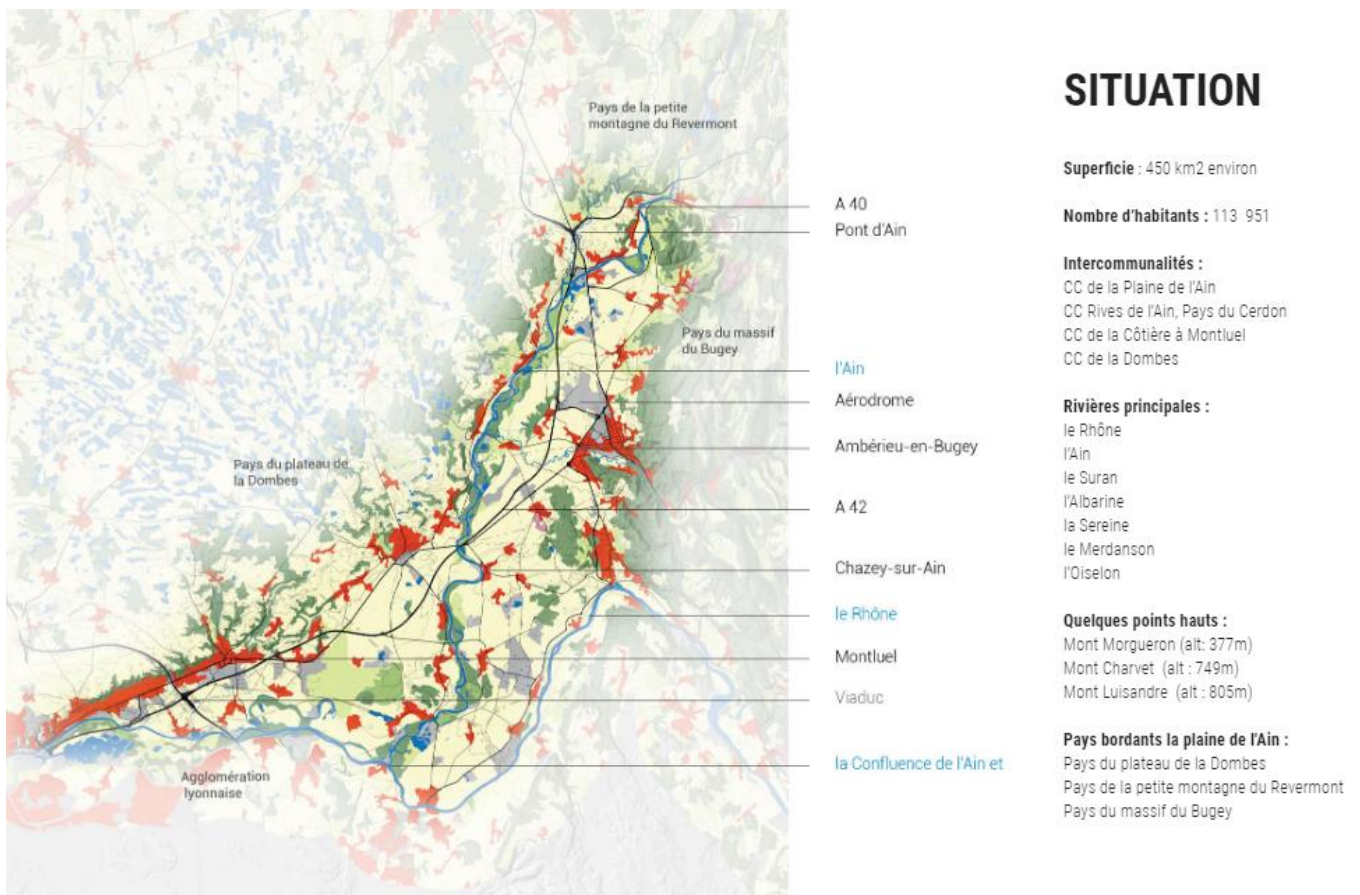 Pays de la petite
montagne du Revermont
Pays du massif
du Bugey
Pays du plateau de
la Dombes
Agglomération
lyonnaise
A 40
Pont d'Ain
l'Ain
Aérodrome
Ambérieu-en-Bugey
A 42
Chazey-sur-Ain
le Rhône
Montluel
Viaduc
la Confluence de l'Ain et
SITUATION
Superficie : 450 km2 environ
Nombre d'habitants : 113 951
Intercommunalités :
CC de la Plaine de l'Ain
CC Rives de l'Ain, Pays du Cerdon
CC de la Côtière à Montluel
CC de la Dombes
Rivières principales :
le Rhône
l'Ain
le Suran
l'Albarine
la Sereine
le Merdanson
l'Oiselon
Quelques points hauts :
Mont Morgueron (alt: 377m)
Mont Charvet (alt : 749m)
Mont Luisandre (alt : 805m)
Pays bordants la plaine de l'Ain :
Pays du plateau de la Dombes
Pays de la petite montagne du Revermont
Pays du massif du Bugey